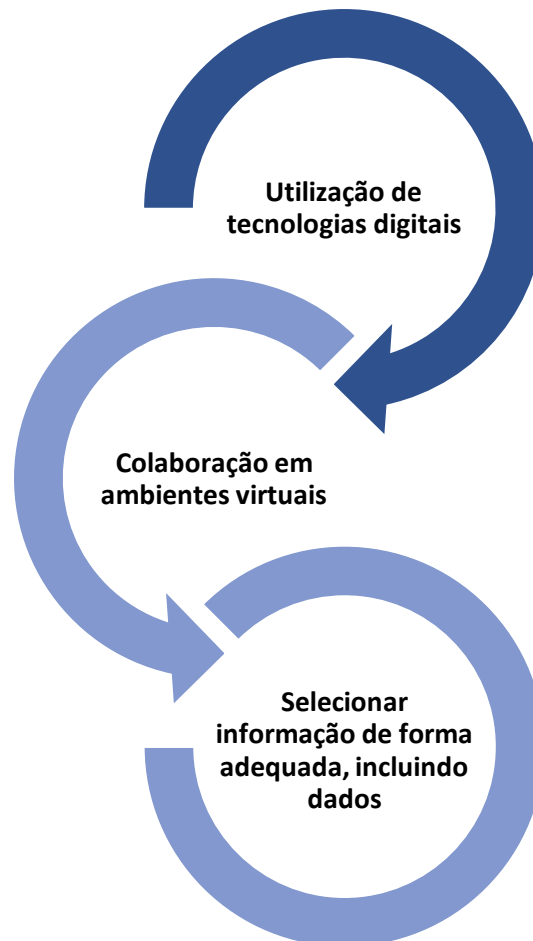 Utilização de
tecnologias digitais
Colaboração em
ambientes virtuais
Selecionar
informação de forma
adequada, incluindo
dados